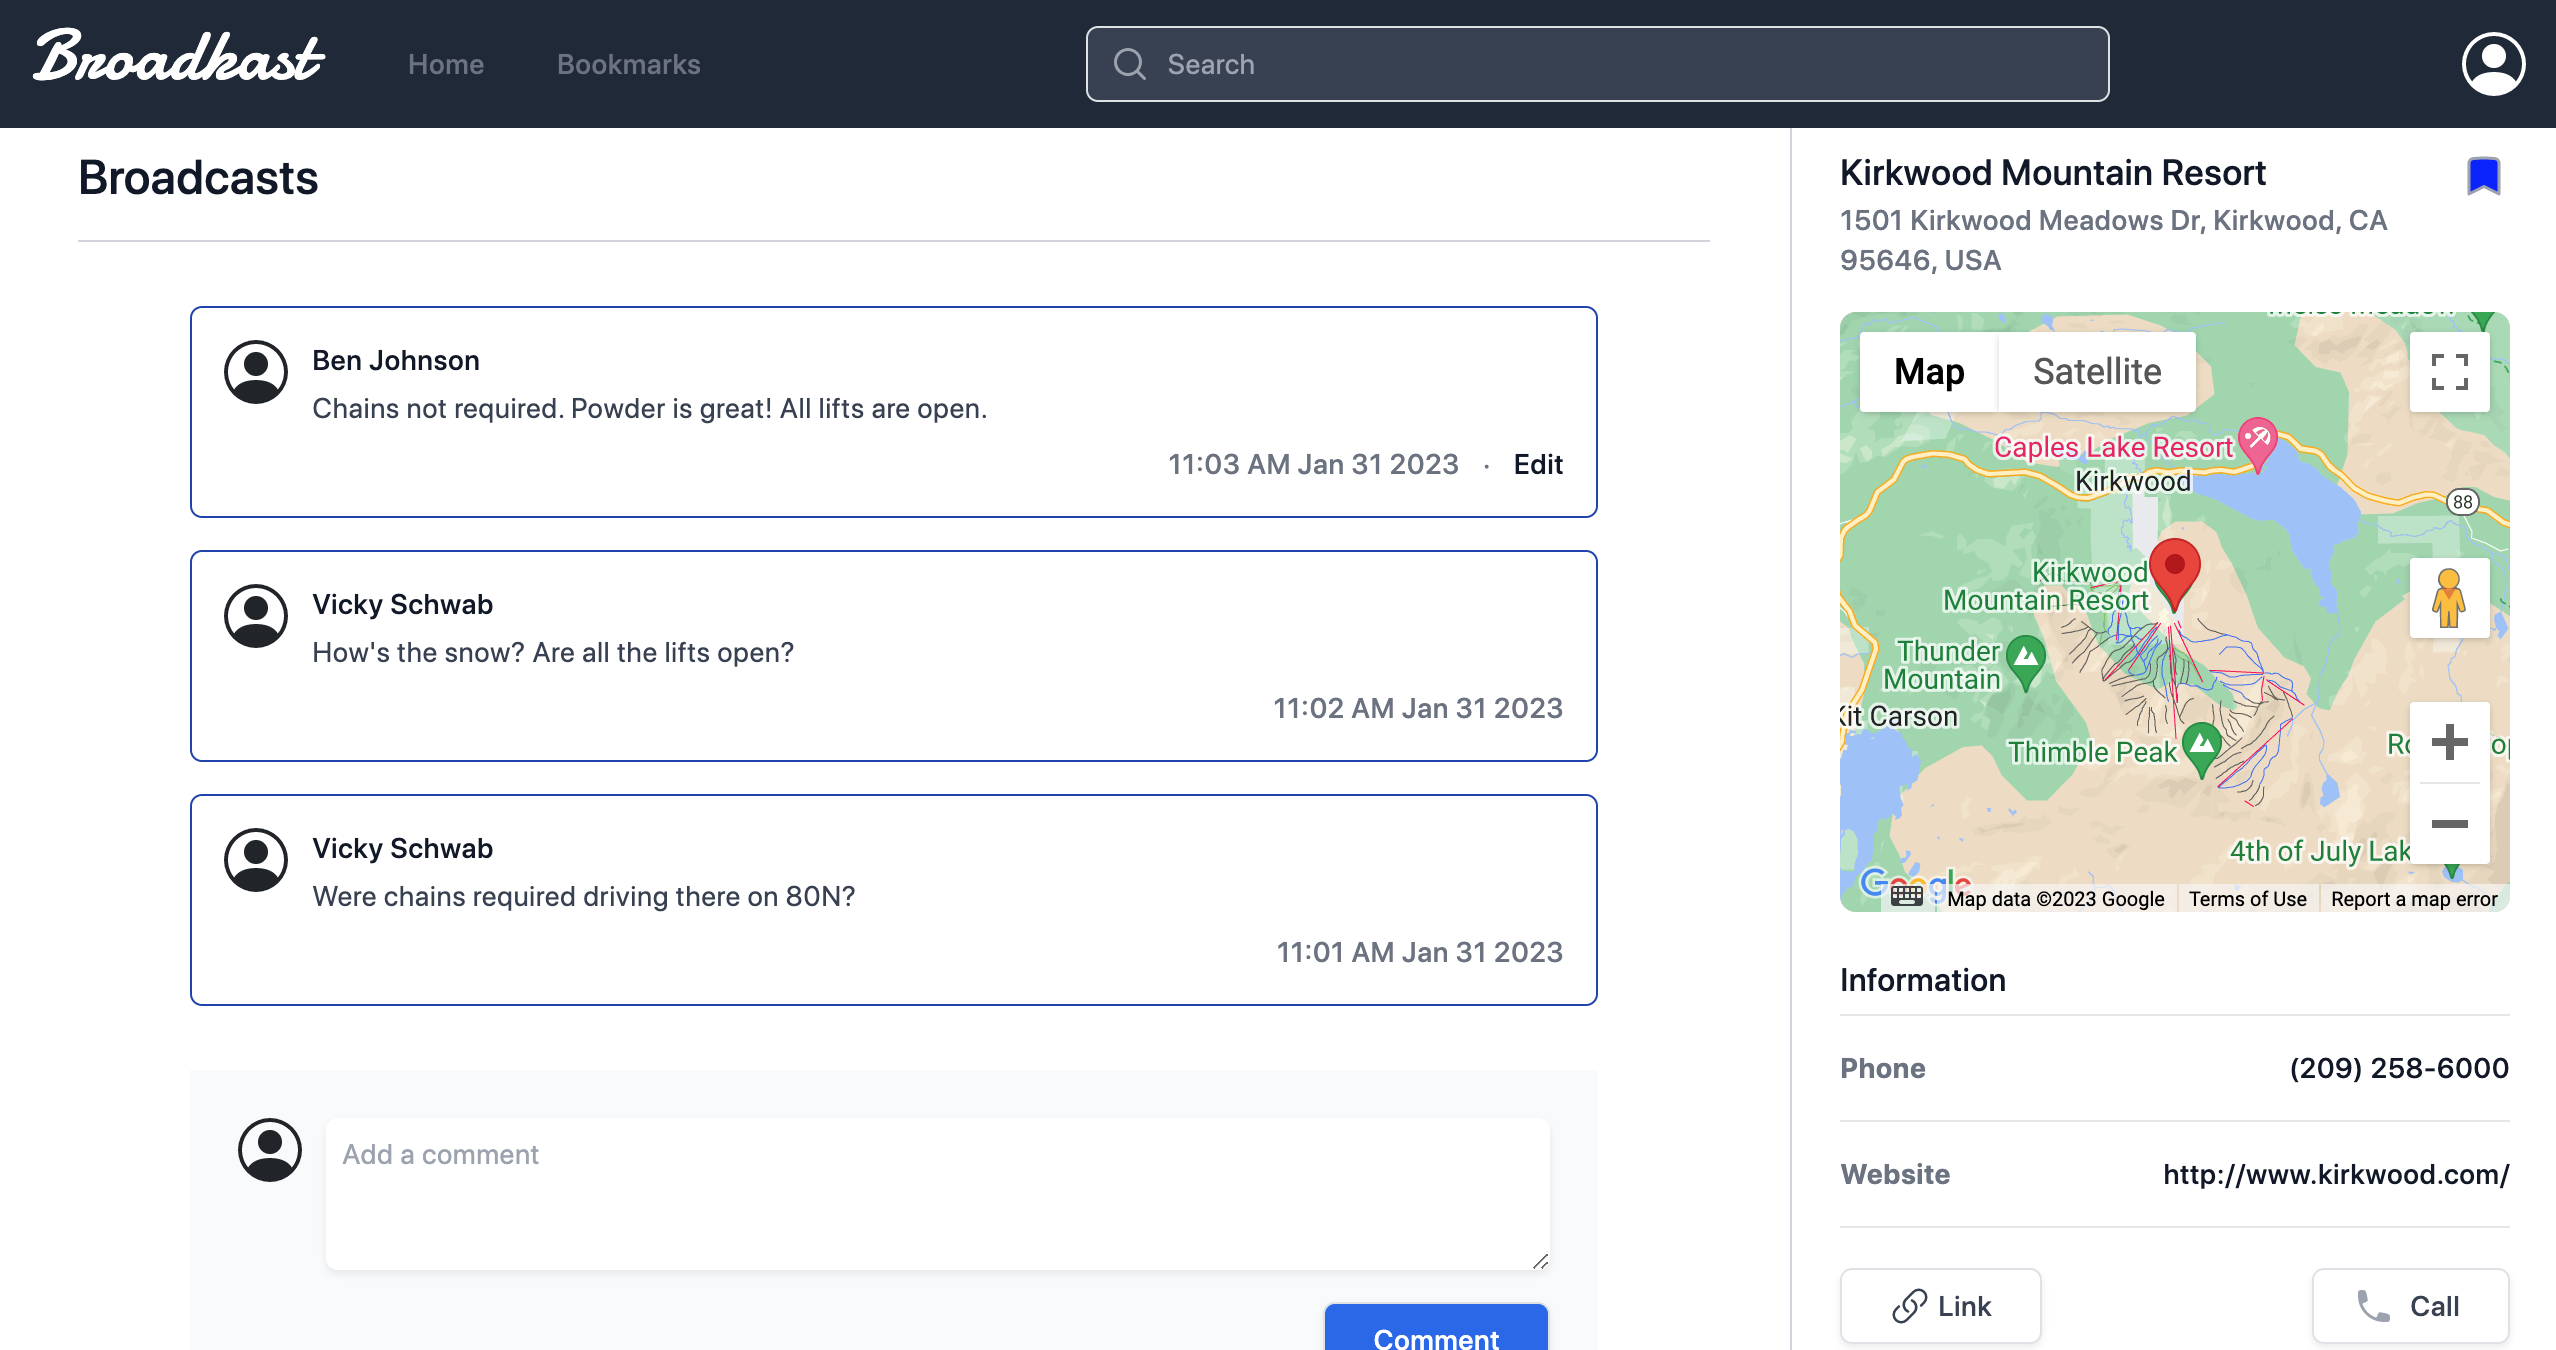 Broadkast
Home
Bookmarks
Search
Broadcasts
Ben Johnson
Chains not required. Powder is great! All lifts are open.
11:03 AM Jan 31 2023 · Edit
Vicky Schwab
How's the snow? Are all the lifts open?
11:02 AM Jan 31 2023
Vicky Schwab
Were chains required driving there on 80N?
11:01 AM Jan 31 2023
Add a comment
Comment
Kirkwood Mountain Resort
1501 Kirkwood Meadows Dr, Kirkwood, CA
95646, USA
Map
Satellite
Caples Lake Resort
Kirkwood
88
Kirkwood
Mountain Resort
Thunder
Mountain
Kit Carson
Thimble Peak
4th of July Lak
Google
Map data ©2023 Google
Terms of Use
Report a map error
Information
Phone
(209) 258-6000
Website
http://www.kirkwood.com/
Link
Call